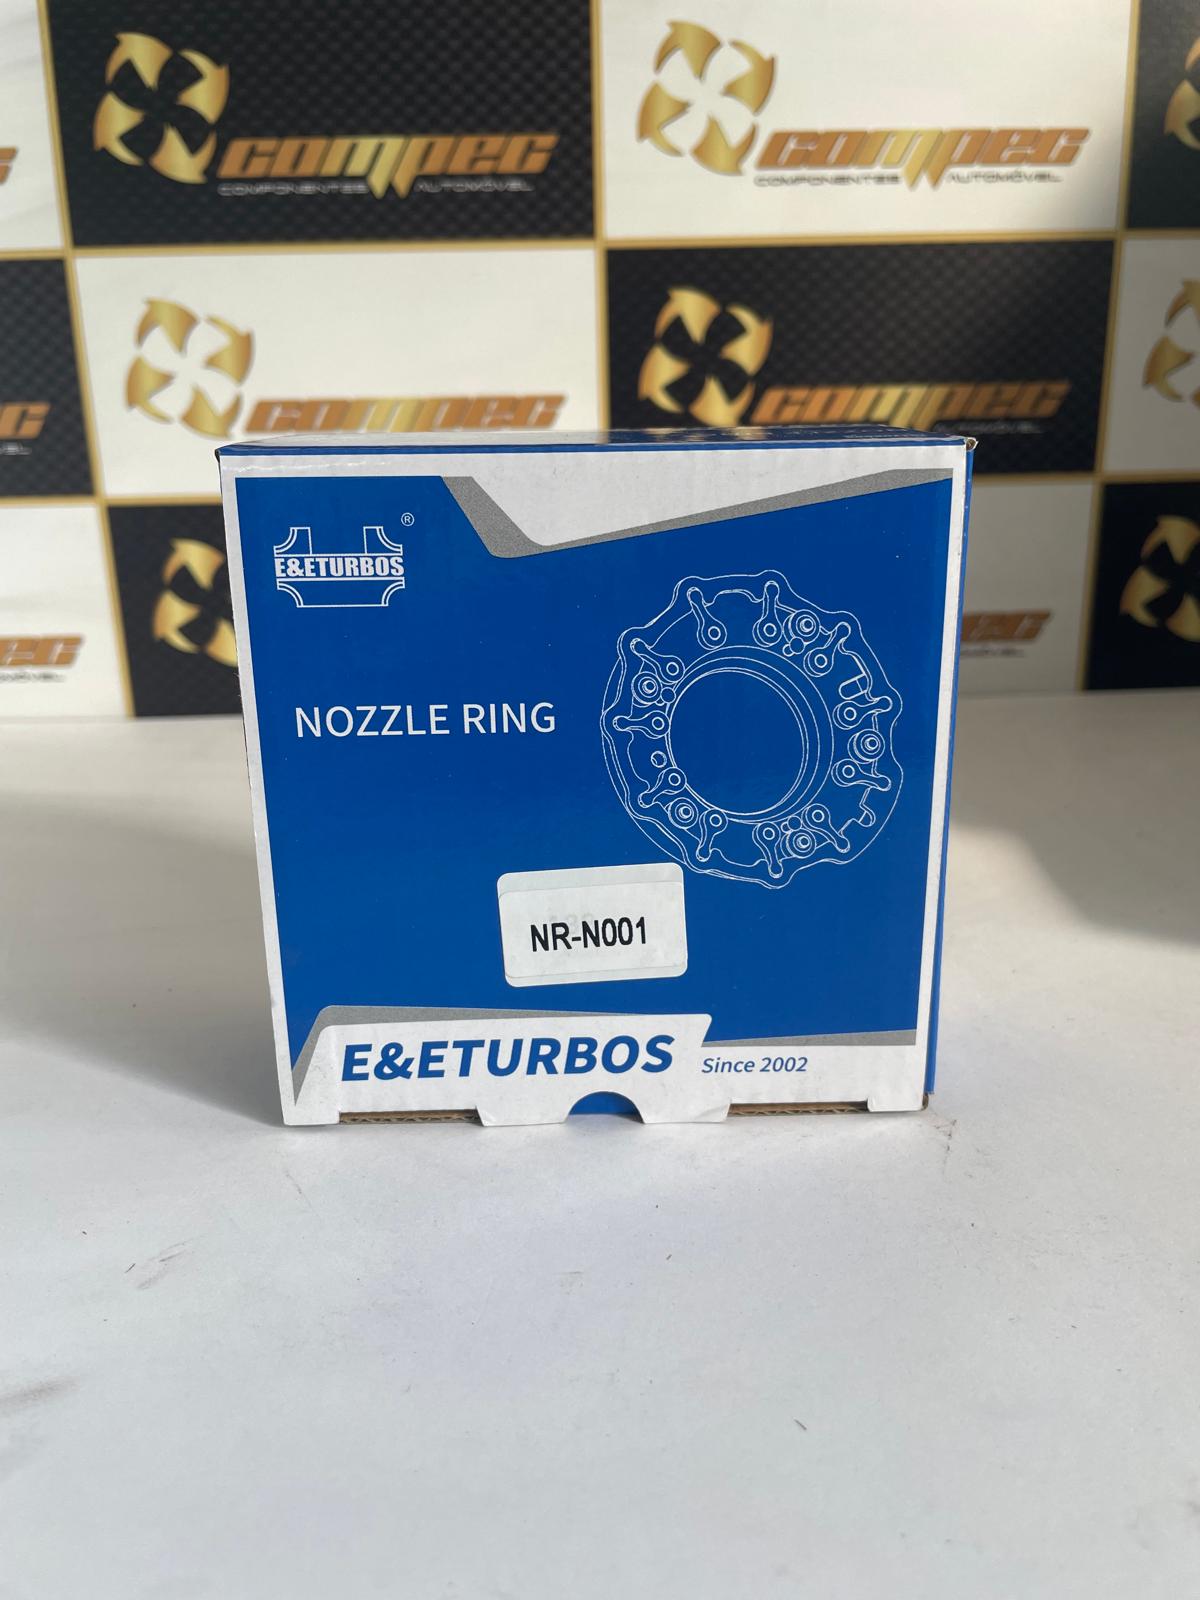 compec
COMPONENTES AUTOMÓVEL
compec
COMPONENTES AUTOMÓVEL
compec
compec
®
E&ETURBOS
NOZZLE RING
NR-N001
E&ETURBOS
Since 2002